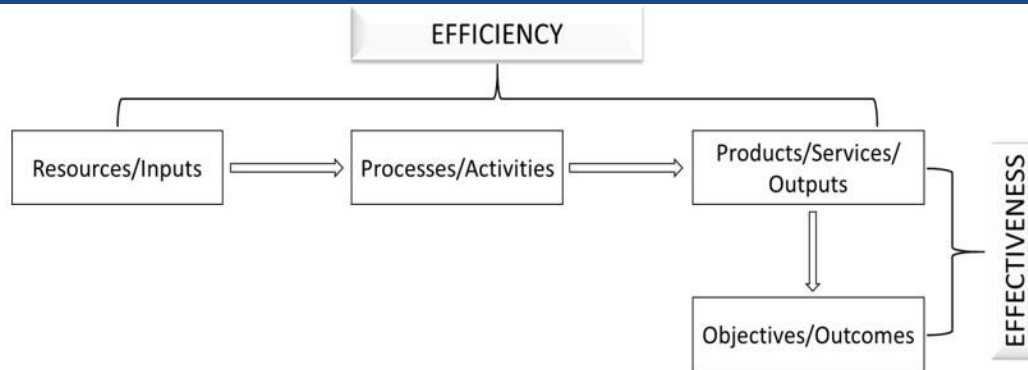 EFFICIENCY
Resources/Inputs
Processes/Activities
Products/Services/
Outputs
Objectives/Outcomes
EFFECTIVENESS